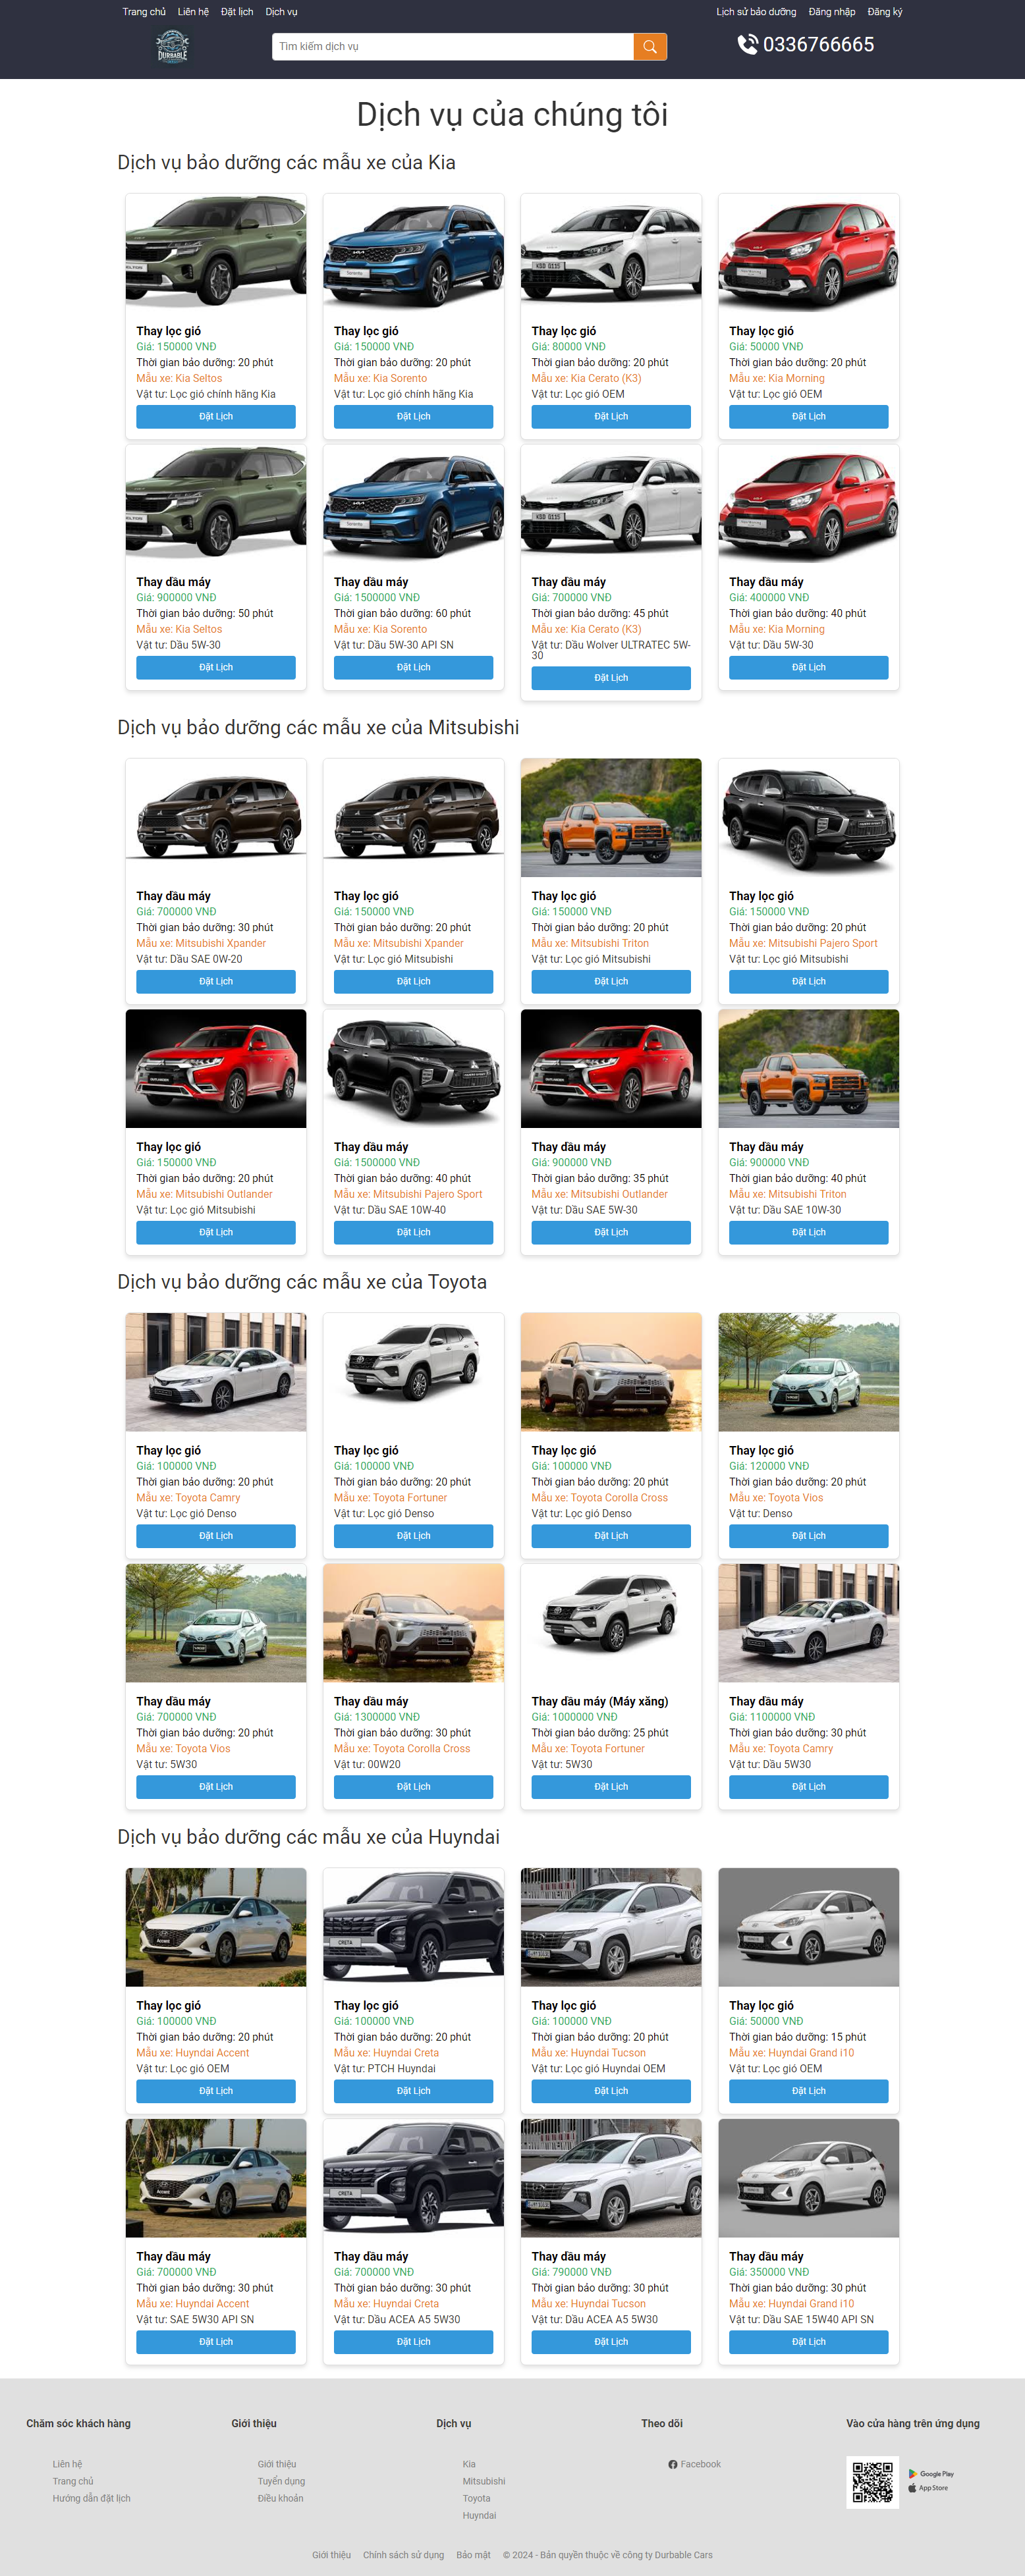 Trang chủ Liên hệ Đặt lịch Dịch vụ Lịch sử bảo dưỡng Đăng nhập Đăng ký
DURBABLE
Tìm kiếm dịch vụ
0336766665
Dịch vụ của chúng tôi
Dịch vụ bảo dưỡng các mẫu xe của Kia
Thay lọc gió
Giá: 150000 VNĐ
Thời gian bảo dưỡng: 20 phút
Mẫu xe: Kia Seltos
Vật tư: Lọc gió chính hãng Kia
Đặt Lịch
Sorento
Thay lọc gió
Giá: 150000 VNĐ
Thời gian bảo dưỡng: 20 phút
Mẫu xe: Kia Sorento
Vật tư: Lọc gió chính hãng Kia
Đặt Lịch
KBD 0115
Thay lọc gió
Giá: 80000 VNĐ
Thời gian bảo dưỡng: 20 phút
Mẫu xe: Kia Cerato (K3)
Vật tư: Lọc gió OEM
Đặt Lịch
Thay lọc gió
Giá: 50000 VNĐ
Thời gian bảo dưỡng: 20 phút
Mẫu xe: Kia Morning
Vật tư: Lọc gió OEM
Đặt Lịch
Thay dầu máy
Giá: 900000 VNĐ
Thời gian bảo dưỡng: 50 phút
Mẫu xe: Kia Seltos
Vật tư: Dầu 5W-30
Đặt Lịch
Sorento
Thay dầu máy
Giá: 1500000 VNĐ
Thời gian bảo dưỡng: 60 phút
Mẫu xe: Kia Sorento
Vật tư: Dầu 5W-30 API SN
Đặt Lịch
KBD 0115
Thay dầu máy
Giá: 700000 VNĐ
Thời gian bảo dưỡng: 45 phút
Mẫu xe: Kia Cerato (K3)
Vật tư: Dầu Wolver ULTRATEC 5W-
30
Đặt Lịch
Thay dầu máy
Giá: 400000 VNĐ
Thời gian bảo dưỡng: 40 phút
Mẫu xe: Kia Morning
Vật tư: Dầu 5W-30
Đặt Lịch
Dịch vụ bảo dưỡng các mẫu xe của Mitsubishi
Thay dầu máy
Giá: 700000 VNĐ
Thời gian bảo dưỡng: 30 phút
Mẫu xe: Mitsubishi Xpander
Vật tư: Dầu SAE 0W-20
Đặt Lịch
Thay lọc gió
Giá: 150000 VNĐ
Thời gian bảo dưỡng: 20 phút
Mẫu xe: Mitsubishi Xpander
Vật tư: Lọc gió Mitsubishi
Đặt Lịch
Thay lọc gió
Giá: 150000 VNĐ
Thời gian bảo dưỡng: 20 phút
Mẫu xe: Mitsubishi Triton
Vật tư: Lọc gió Mitsubishi
Đặt Lịch
Thay lọc gió
Giá: 150000 VNĐ
Thời gian bảo dưỡng: 20 phút
Mẫu xe: Mitsubishi Pajero Sport
Vật tư: Lọc gió Mitsubishi
Đặt Lịch
OUTLANDER
Thay lọc gió
Giá: 150000 VNĐ
Thời gian bảo dưỡng: 20 phút
Mẫu xe: Mitsubishi Outlander
Vật tư: Lọc gió Mitsubishi
Đặt Lịch
Thay dầu máy
Giá: 1500000 VNĐ
Thời gian bảo dưỡng: 40 phút
Mẫu xe: Mitsubishi Pajero Sport
Vật tư: Dầu SAE 10W-40
Đặt Lịch
OUTLANDER
Thay dầu máy
Giá: 900000 VNĐ
Thời gian bảo dưỡng: 35 phút
Mẫu xe: Mitsubishi Outlander
Vật tư: Dầu SAE 5W-30
Đặt Lịch
Thay dầu máy
Giá: 900000 VNĐ
Thời gian bảo dưỡng: 40 phút
Mẫu xe: Mitsubishi Triton
Vật tư: Dầu SAE 10W-30
Đặt Lịch
Dịch vụ bảo dưỡng các mẫu xe của Toyota
Thay lọc gió
Giá: 100000 VNĐ
Thời gian bảo dưỡng: 20 phút
Mẫu xe: Toyota Camry
Vật tư: Lọc gió Denso
Đặt Lịch
Thay lọc gió
Giá: 100000 VNĐ
Thời gian bảo dưỡng: 20 phút
Mẫu xe: Toyota Fortuner
Vật tư: Lọc gió Denso
Đặt Lịch
Thay lọc gió
Giá: 100000 VNĐ
Thời gian bảo dưỡng: 20 phút
Mẫu xe: Toyota Corolla Cross
Vật tư: Lọc gió Denso
Đặt Lịch
Thay lọc gió
Giá: 120000 VNĐ
Thời gian bảo dưỡng: 20 phút
Mẫu xe: Toyota Vios
Vật tư: Denso
Đặt Lịch
Thay dầu máy
Giá: 700000 VNĐ
Thời gian bảo dưỡng: 20 phút
Mẫu xe: Toyota Vios
Vật tư: 5W30
Đặt Lịch
Thay dầu máy
Giá: 1300000 VNĐ
Thời gian bảo dưỡng: 30 phút
Mẫu xe: Toyota Corolla Cross
Vật tư: 00W20
Đặt Lịch
Thay dầu máy (Máy xăng)
Giá: 1000000 VNĐ
Thời gian bảo dưỡng: 25 phút
Mẫu xe: Toyota Fortuner
Vật tư: 5W30
Đặt Lịch
Thay dầu máy
Giá: 1100000 VNĐ
Thời gian bảo dưỡng: 30 phút
Mẫu xe: Toyota Camry
Vật tư: Dầu 5W30
Đặt Lịch
Dịch vụ bảo dưỡng các mẫu xe của Huyndai
Accent
Thay lọc gió
Giá: 100000 VNĐ
Thời gian bảo dưỡng: 20 phút
Mẫu xe: Huyndai Accent
Vật tư: Lọc gió OEM
Đặt Lịch
CRETA
Thay lọc gió
Giá: 100000 VNĐ
Thời gian bảo dưỡng: 20 phút
Mẫu xe: Huyndai Creta
Vật tư: PTCH Huyndai
Đặt Lịch
Thay lọc gió
Giá: 100000 VNĐ
Thời gian bảo dưỡng: 20 phút
Mẫu xe: Huyndai Tucson
Vật tư: Lọc gió Huyndai OEM
Đặt Lịch
Thay lọc gió
Giá: 50000 VNĐ
Thời gian bảo dưỡng: 15 phút
Mẫu xe: Huyndai Grand i10
Vật tư: Lọc gió OEM
Đặt Lịch
Accent
Thay dầu máy
Giá: 700000 VNĐ
Thời gian bảo dưỡng: 30 phút
Mẫu xe: Huyndai Accent
Vật tư: SAE 5W30 API SN
Đặt Lịch
CRETA
Thay dầu máy
Giá: 700000 VNĐ
Thời gian bảo dưỡng: 30 phút
Mẫu xe: Huyndai Creta
Vật tư: Dầu ACEA A5 5W30
Đặt Lịch
Thay dầu máy
Giá: 790000 VNĐ
Thời gian bảo dưỡng: 30 phút
Mẫu xe: Huyndai Tucson
Vật tư: Dầu ACEA A5 5W30
Đặt Lịch
Thay dầu máy
Giá: 350000 VNĐ
Thời gian bảo dưỡng: 30 phút
Mẫu xe: Huyndai Grand i10
Vật tư: Dầu SAE 15W40 API SN
Đặt Lịch
Chăm sóc khách hàng
Liên hệ
Trang chủ
Hướng dẫn đặt lịch
Giới thiệu
Giới thiệu
Tuyển dụng
Điều khoản
Dịch vụ
Kia
Mitsubishi
Toyota
Huyndai
Theo dõi
Facebook
Vào cửa hàng trên ứng dụng
Google Play
App Store
Giới thiệu Chính sách sử dụng Bảo mật © 2024 - Bản quyền thuộc về công ty Durbable Cars